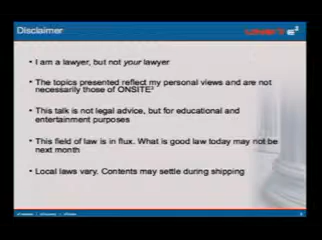 Disclaimer
ONSITE³
I am a lawyer, but not your lawyer
The topics presented reflect my personal views and are not
necessarily those of ONSITE³
This talk is not legal advice, but for educational and
entertainment purposes
This field of law is in flux. What is good law today may not be
next month
Local laws vary. Contents may settle during shipping